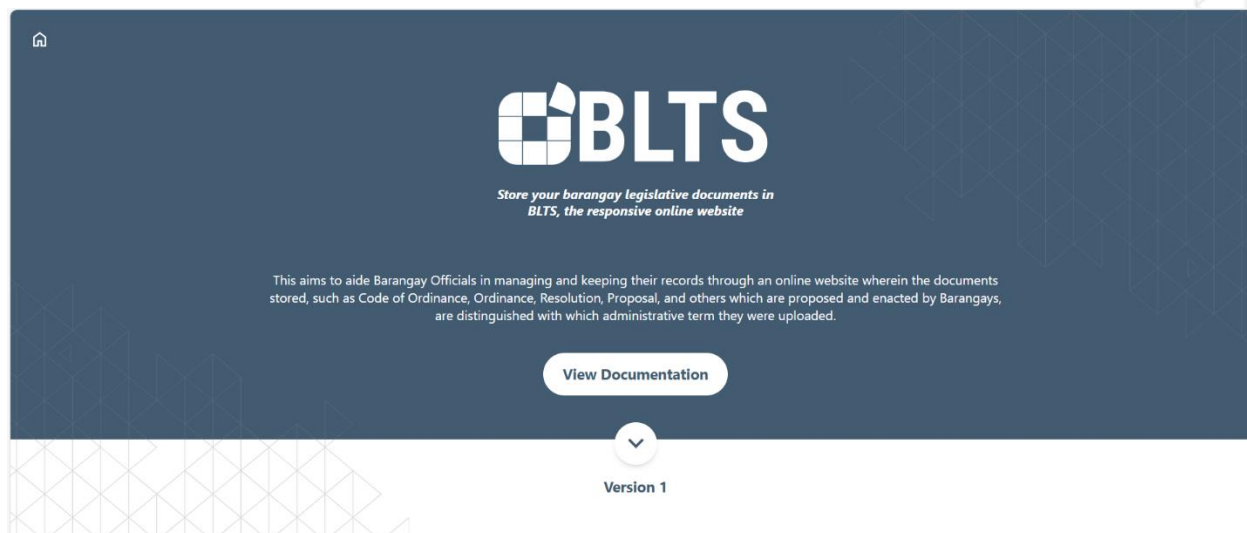 BLTS
Store your barangay legislative documents in
BLTS, the responsive online website
This aims to aide Barangay Officials in managing and keeping their records through an online website wherein the documents
stored, such as Code of Ordinance, Ordinance, Resolution, Proposal, and others which are proposed and enacted by Barangays,
are distinguished with which administrative term they were uploaded.
View Documentation
Version 1